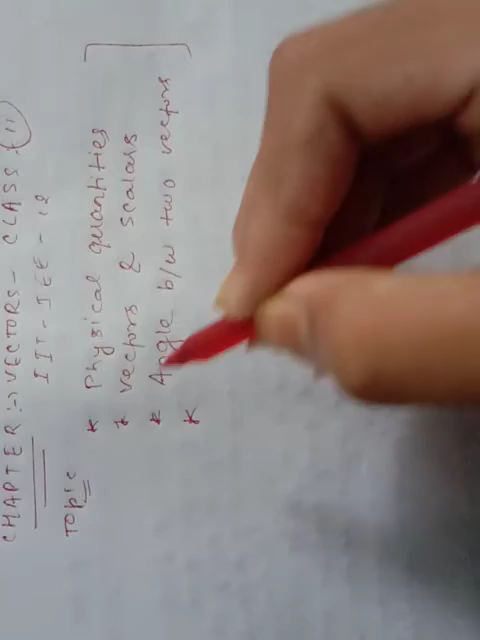 CHAPTER :-> VECTORS - CLASS - (11)
IIT - JEE - 12
Topic
* Physical quantities
* vectors & scalars
* Angle b/w two vectors
*